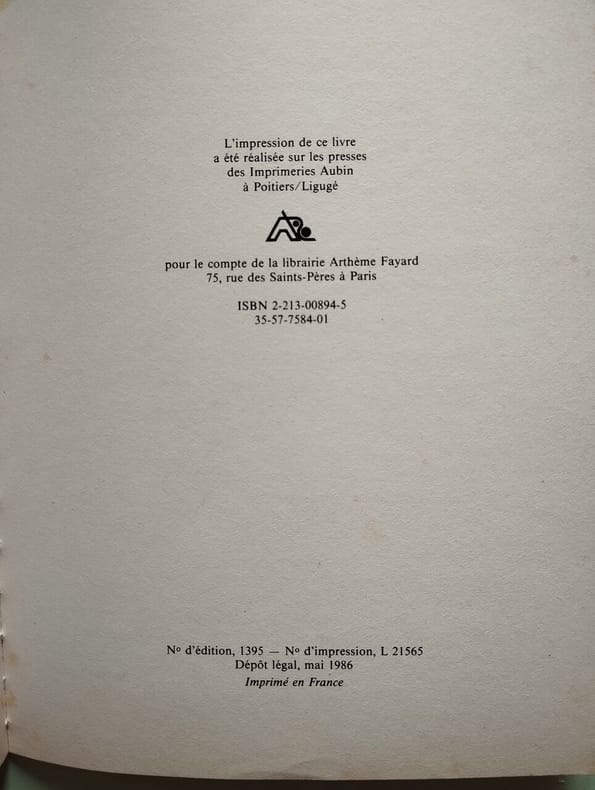 L'impression de ce livre
a été réalisée sur les presses
des Imprimeries Aubin
à Poitiers/Ligugé
pour le compte de la librairie Arthème Fayard
75, rue des Saints-Pères à Paris
ISBN 2-213-00894-5
35-57-7584-01
Nº d'édition, 1395 — Nº d'impression, L 21565
Dépôt légal, mai 1986
Imprimé en France